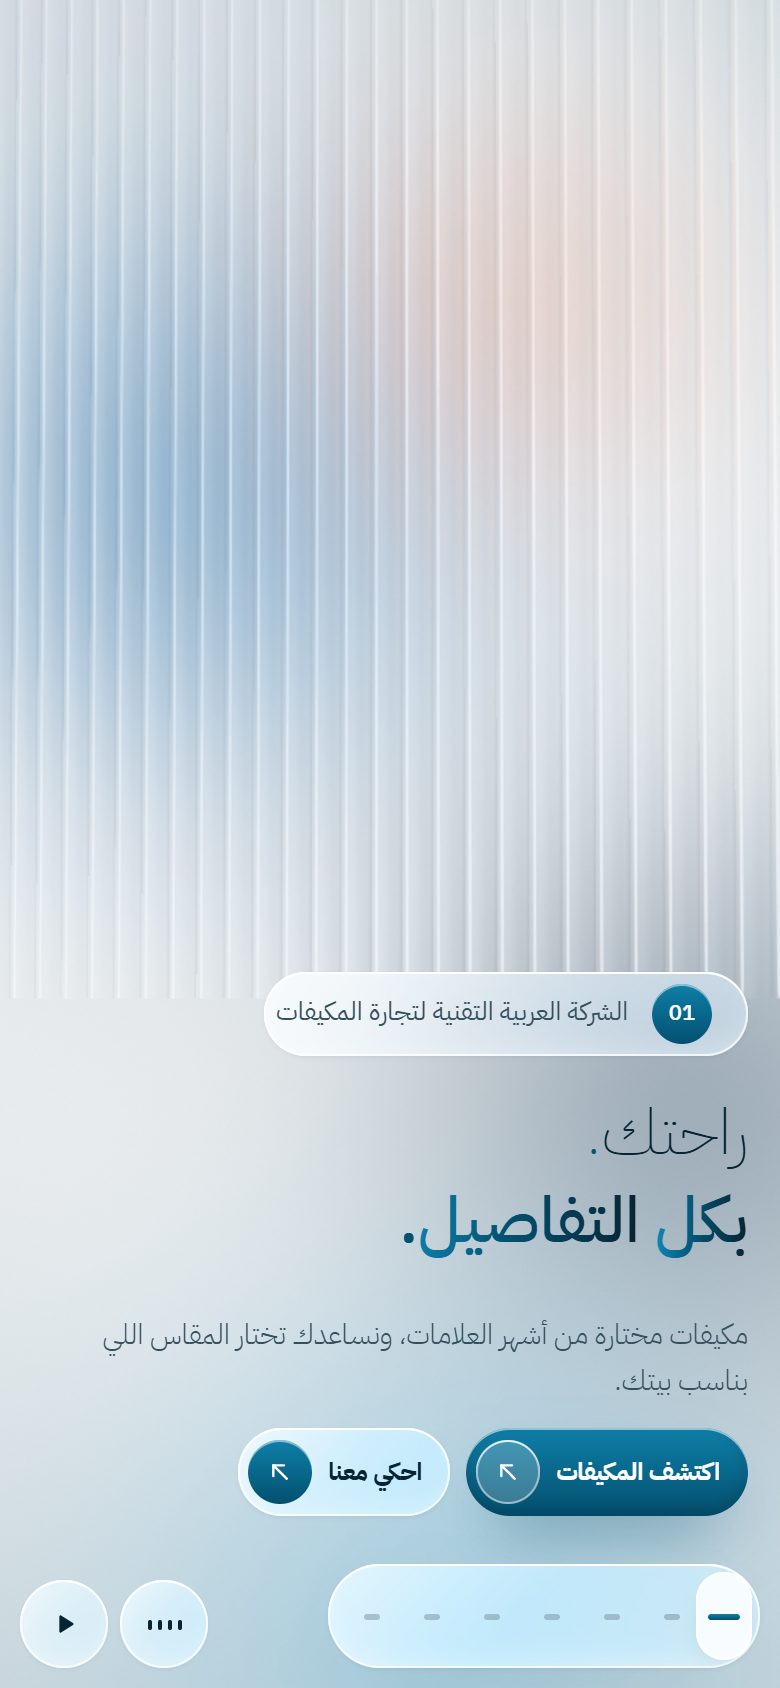 01 الشركة العربية التقنية لتجارة المكيفات
راحتك.
بكل التفاصيل.
مكيفات مختارة من أشهر العلامات، ونساعدك تختار المقاس اللي
يناسب بيتك.
اكتشف المكيفات احكي معنا